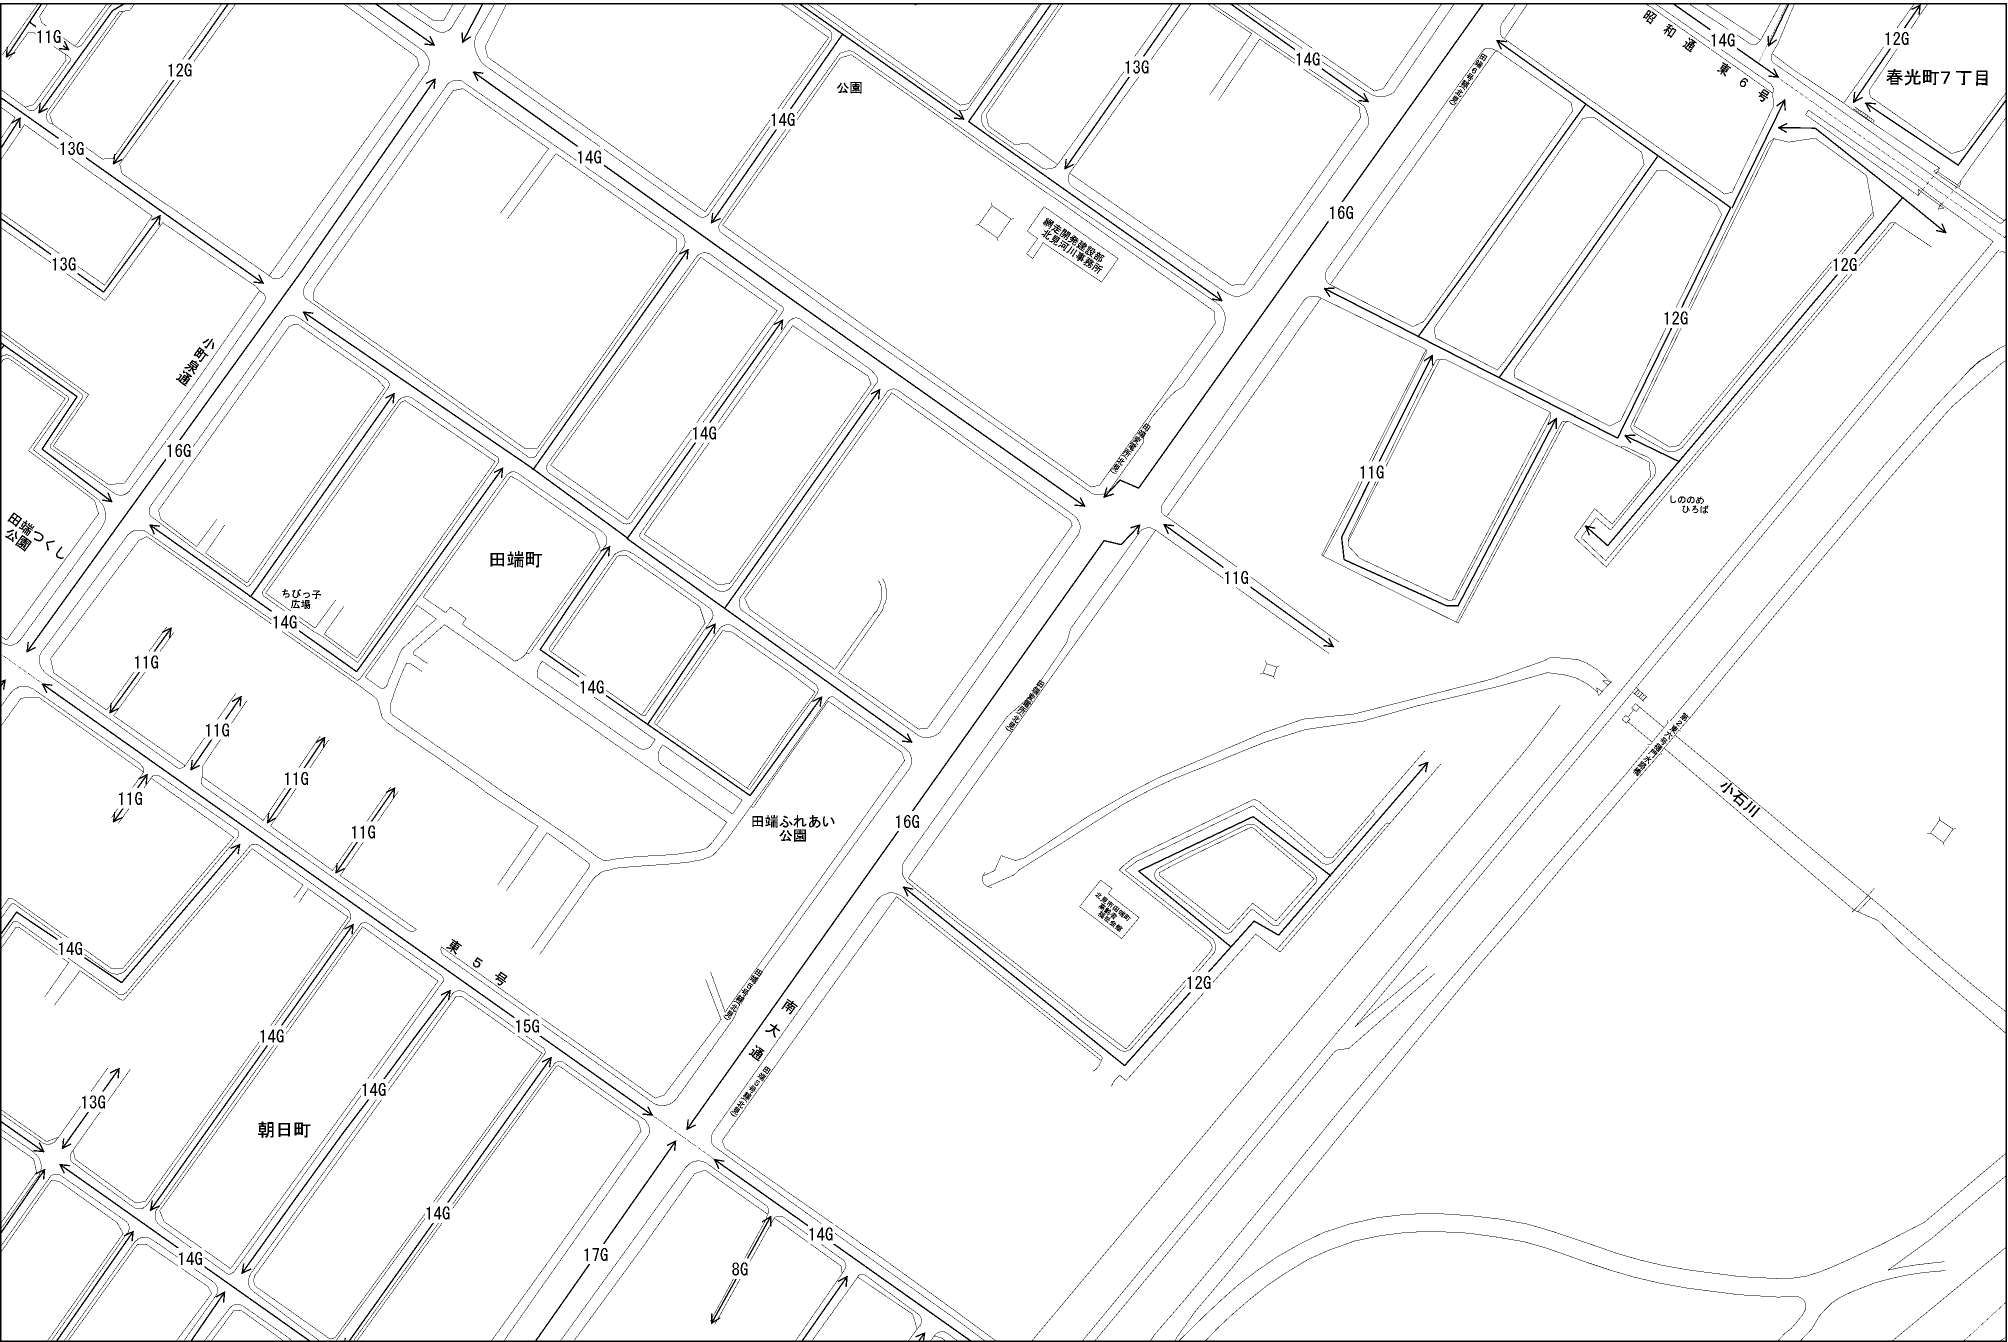 11G
12G
14G
14G
13G
14G
12G
昭和通
東6号
春光町7丁目
公園
14G
13G
14G
16G
網走開発建設部
北見河川事務所
13G
12G
12G
小町泉通
16G
14G
11G
しののめ
ひろば
田端つくし
公園
田端町
11G
ちびっ子
広場
14G
11G
14G
11G
11G
11G
11G
小石川
田端ふれあい
公園
16G
14G
東5号
12G
南大通
14G
15G
14G
13G
朝日町
14G
14G
14G
17G
8G